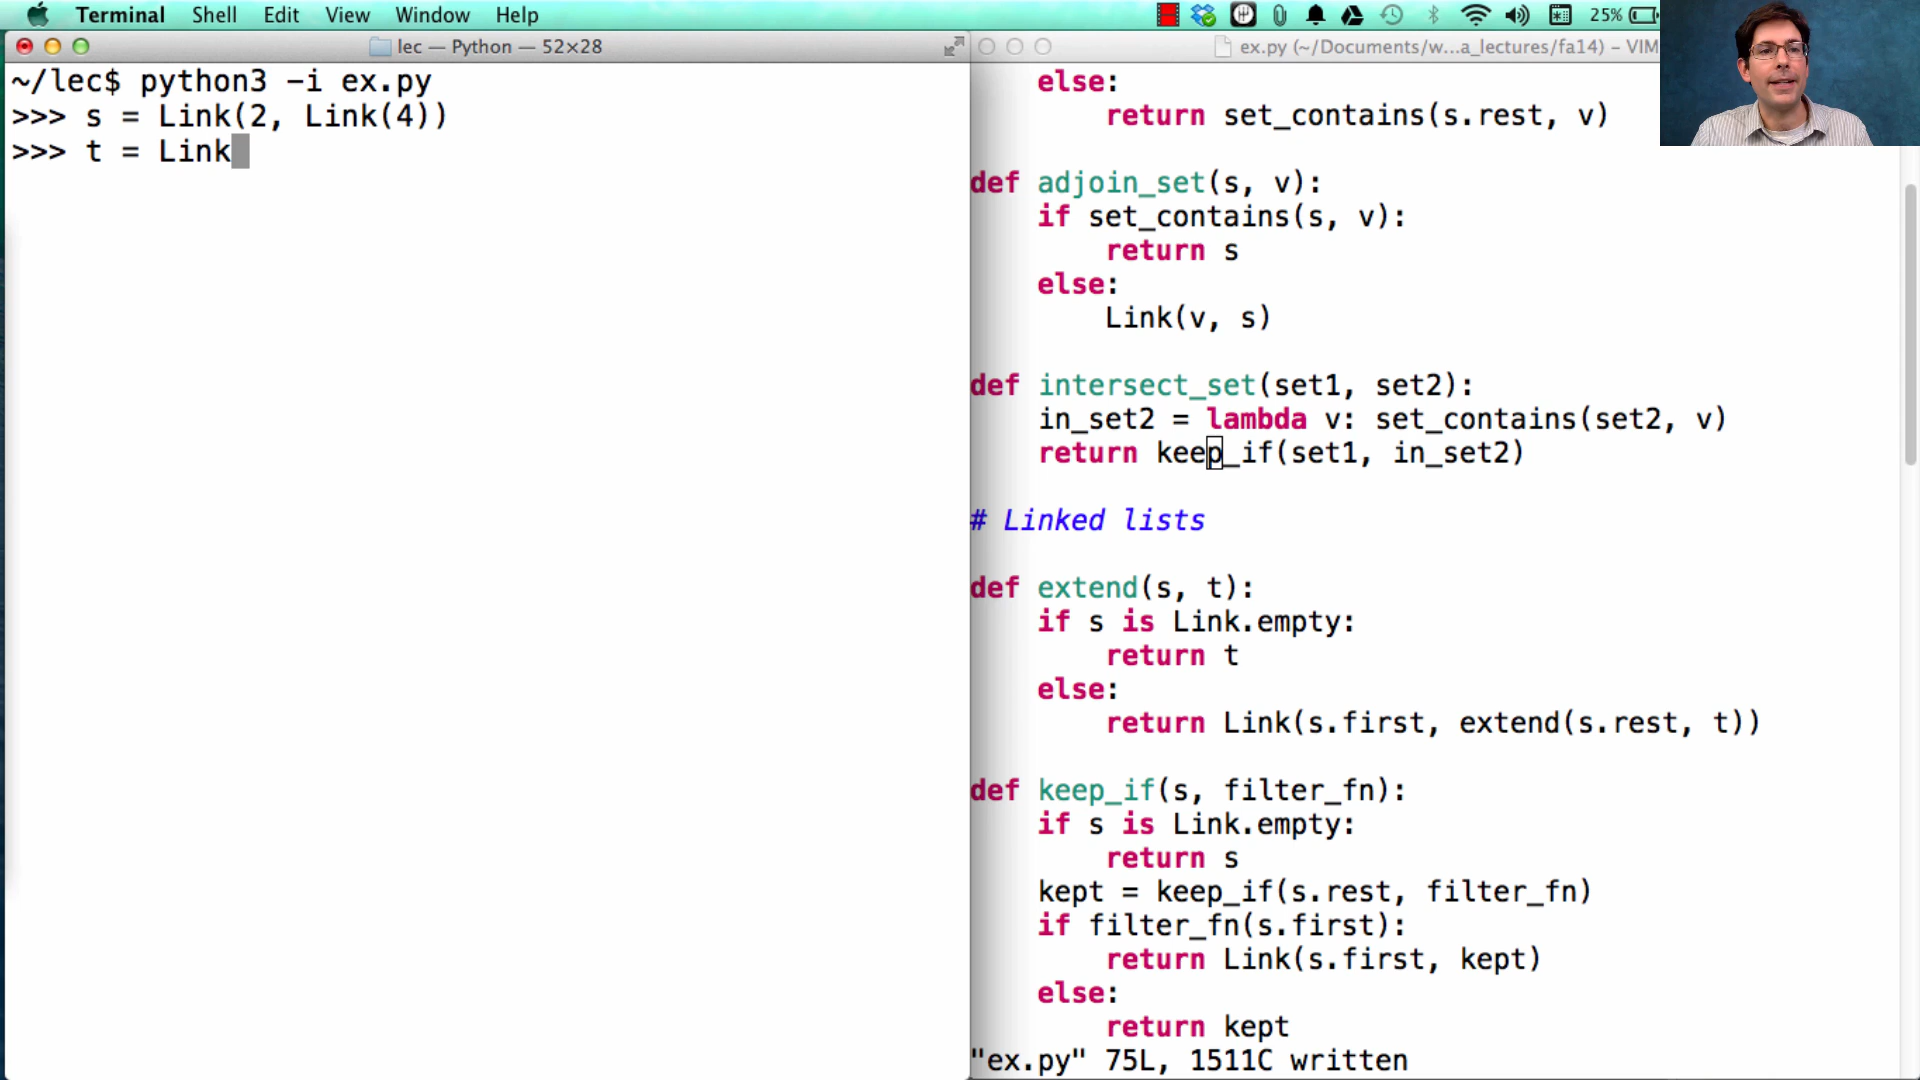 Terminal Shell Edit View Window Help 25%
lec — Python — 52×28
~/lec$ python3 -i ex.py
>>> s = Link(2, Link(4))
>>> t = Link
ex.py (~/Documents/w...a_lectures/fa14) – VIM
    else:
        return set_contains(s.rest, v)
def adjoin_set(s, v):
    if set_contains(s, v):
        return s
    else:
        Link(v, s)
def intersect_set(set1, set2):
    in_set2 = lambda v: set_contains(set2, v)
    return keep_if(set1, in_set2)
# Linked lists
def extend(s, t):
    if s is Link.empty:
        return t
    else:
        return Link(s.first, extend(s.rest, t))
def keep_if(s, filter_fn):
    if s is Link.empty:
        return s
    kept = keep_if(s.rest, filter_fn)
    if filter_fn(s.first):
        return Link(s.first, kept)
    else:
        return kept
"ex.py" 75L, 1511C written